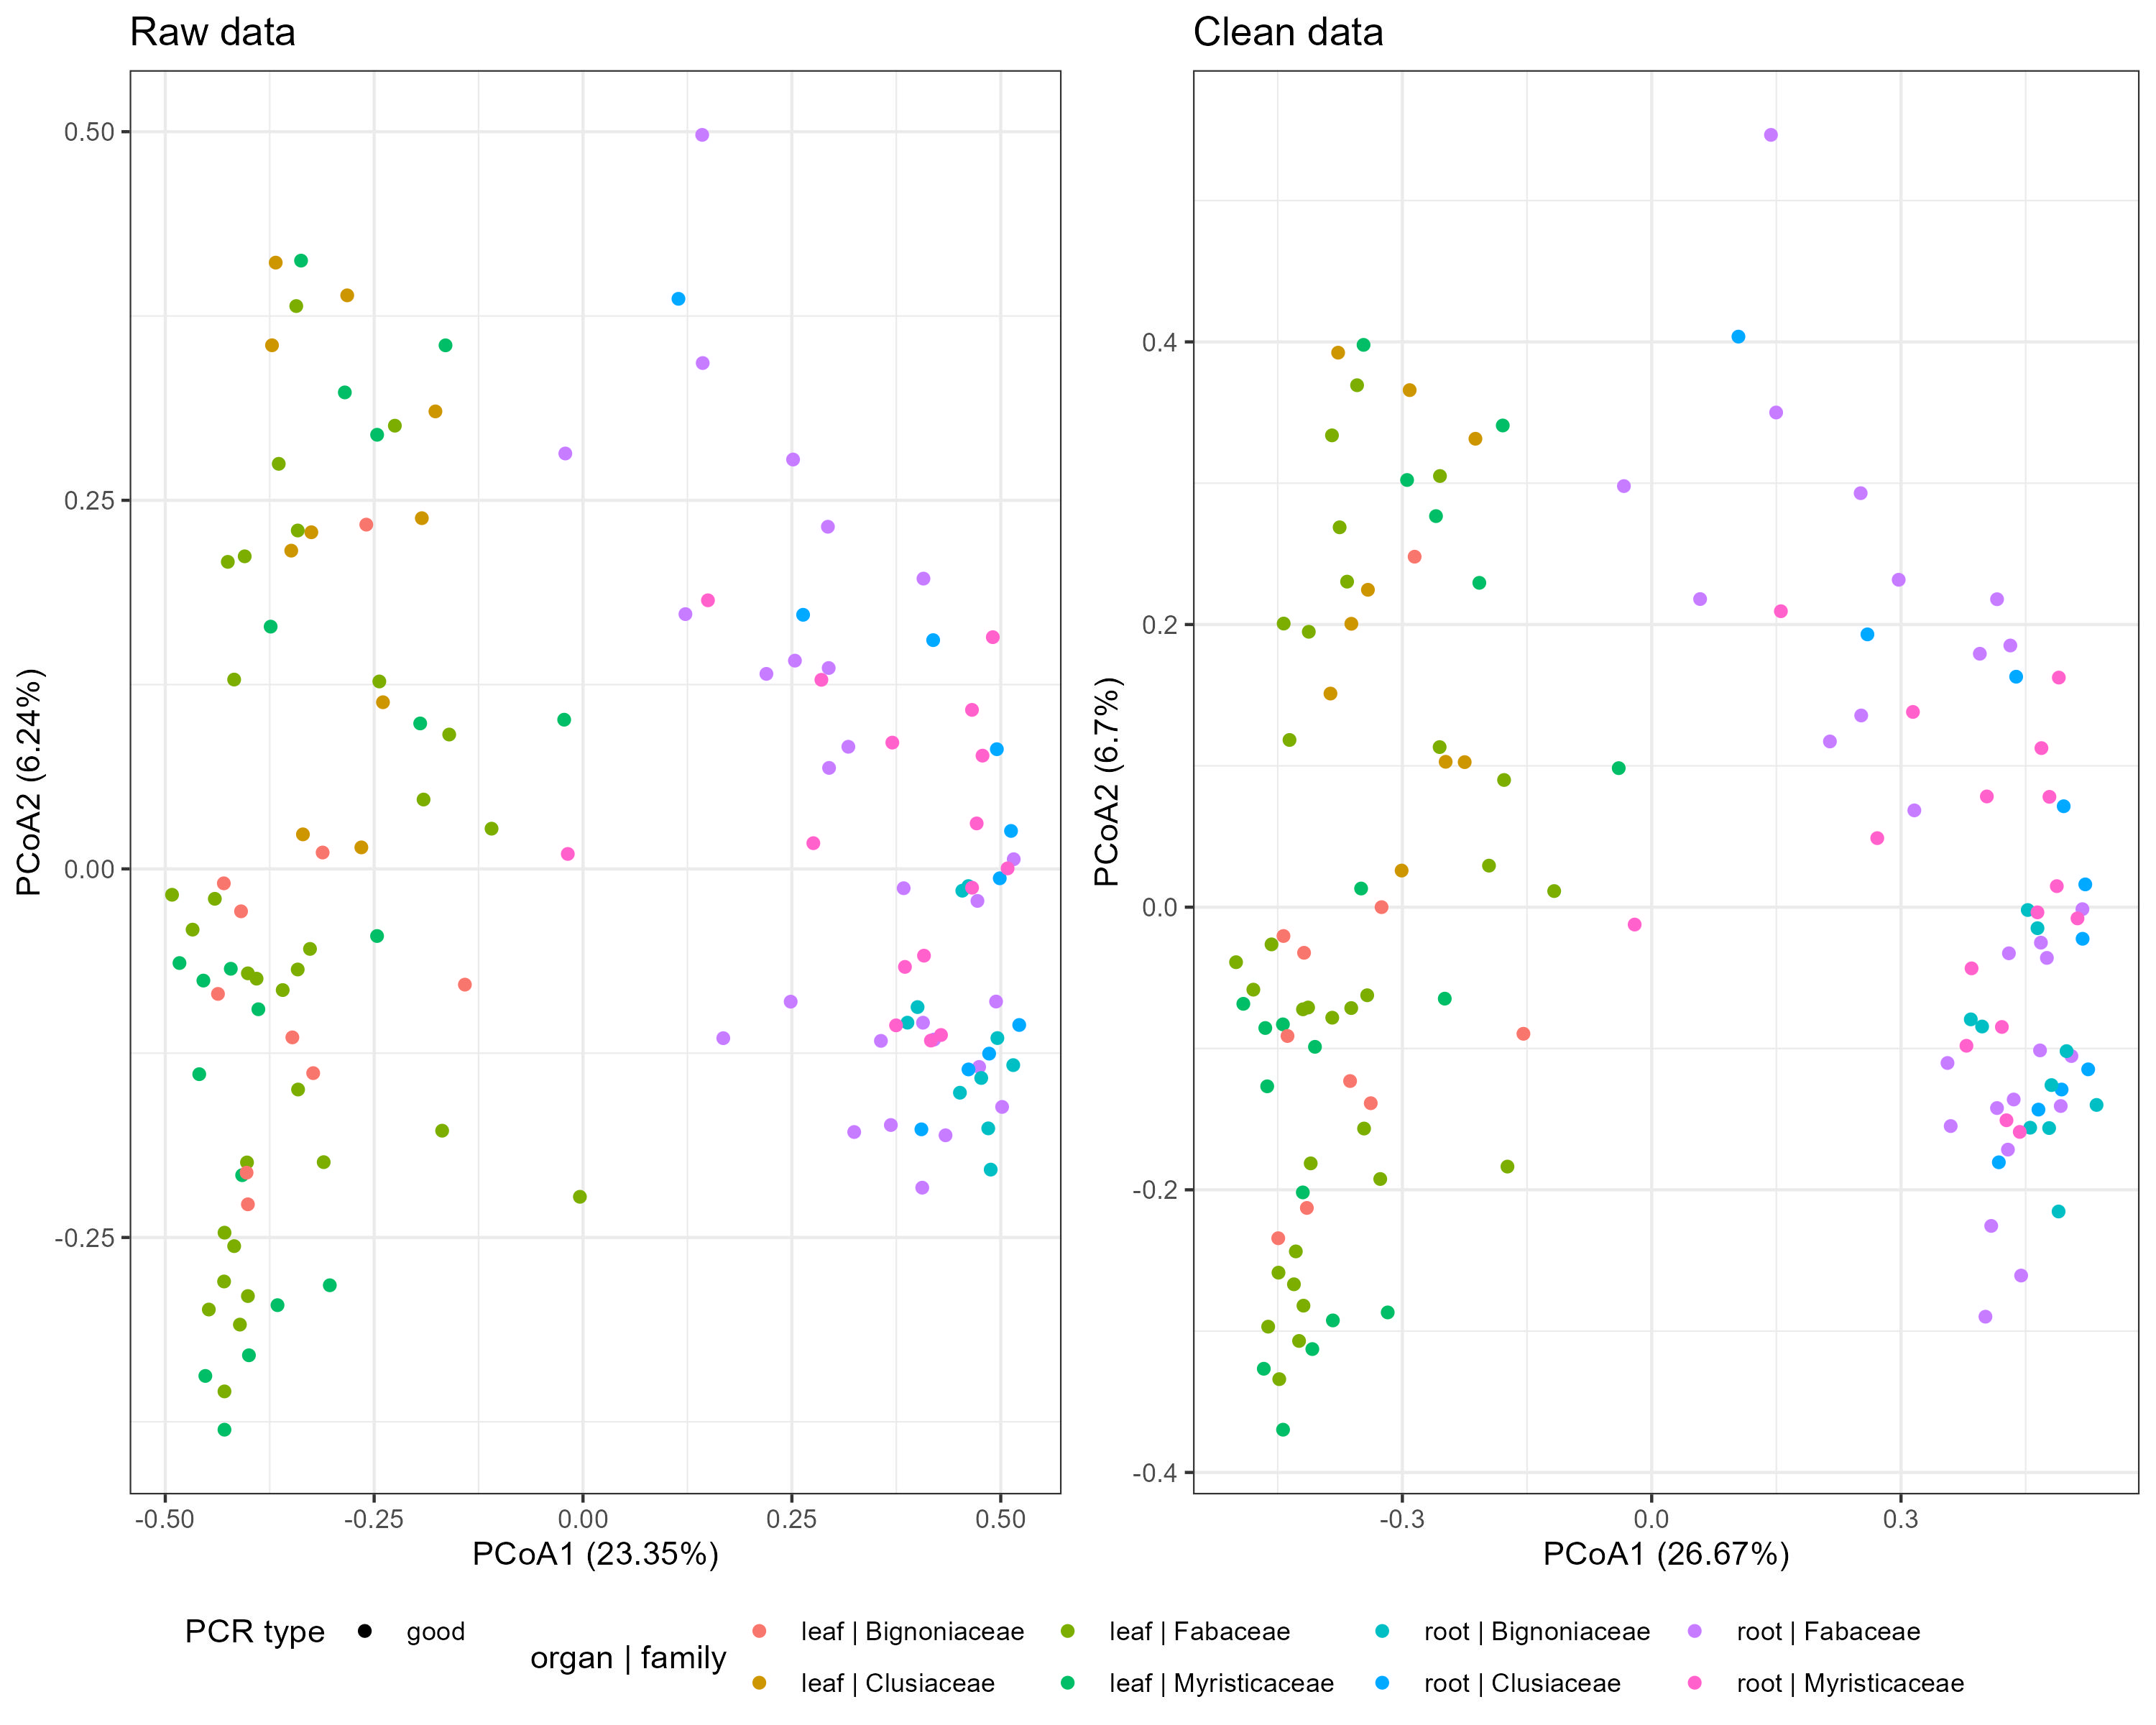 Raw data
Clean data
0.50
0.25
0.00
-0.25
PCoA2 (6.24%)
-0.50
-0.25
0.00
0.25
0.50
PCoA1 (23.35%)
0.4
0.2
0.0
-0.2
-0.4
PCoA2 (6.7%)
-0.3
0.0
0.3
PCoA1 (26.67%)
PCR type
good
organ | family
leaf | Bignoniaceae
leaf | Fabaceae
root | Bignoniaceae
root | Fabaceae
leaf | Clusiaceae
leaf | Myristicaceae
root | Clusiaceae
root | Myristicaceae